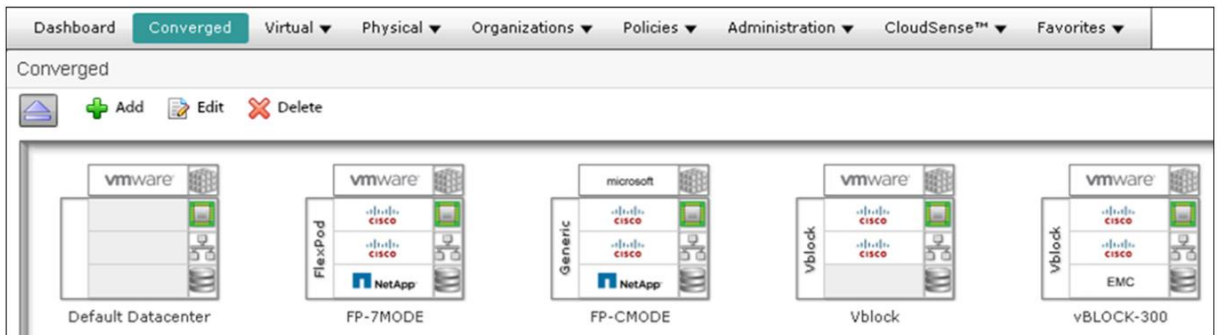 Dashboard Converged Virtual ▼ Physical ▼ Organizations ▼ Policies ▼ Administration ▼ CloudSense™ ▼ Favorites ▼
Converged
Add Edit Delete
vmware vmware microsoft vmware vmware
CISCO CISCO CISCO CISCO
CISCO CISCO CISCO CISCO
NetApp NetApp EMC
FlexPod Generic Vblock Vblock
Default Datacenter FP-7MODE FP-CMODE Vblock vBLOCK-300